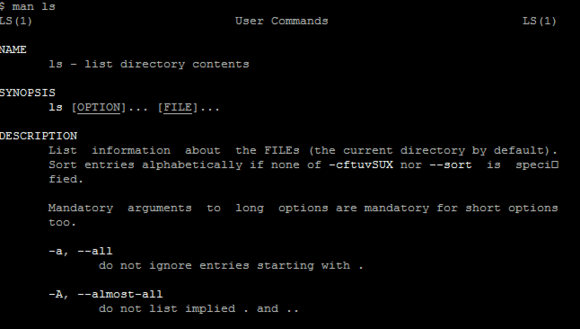 $ man ls
LS(1) User Commands LS(1)
NAME
ls - list directory contents
SYNOPSIS
ls [OPTION]... [FILE]...
DESCRIPTION
List information about the FILEs (the current directory by default).
Sort entries alphabetically if none of -cftuvSUX nor --sort is speci□
fied.
Mandatory arguments to long options are mandatory for short options
too.
-a, --all
do not ignore entries starting with .
-A, --almost-all
do not list implied . and ..